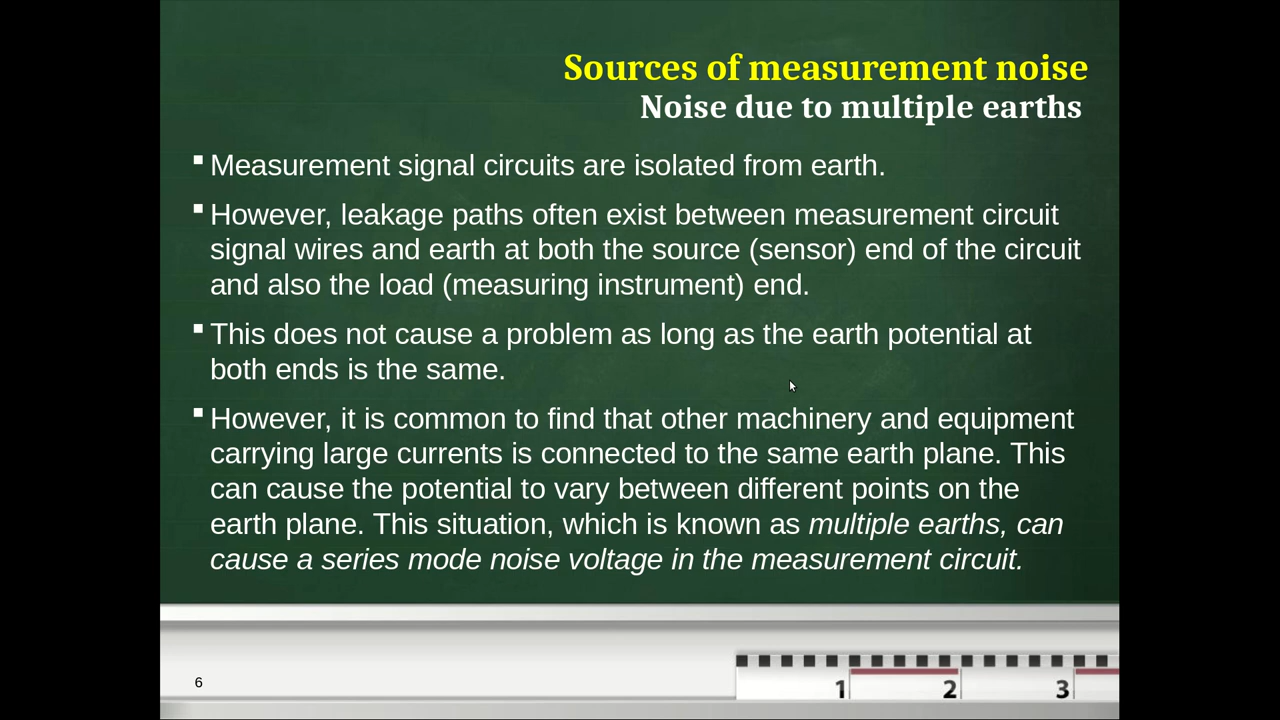 Sources of measurement noise
Noise due to multiple earths
Measurement signal circuits are isolated from earth.
However, leakage paths often exist between measurement circuit
signal wires and earth at both the source (sensor) end of the circuit
and also the load (measuring instrument) end.
This does not cause a problem as long as the earth potential at
both ends is the same.
However, it is common to find that other machinery and equipment
carrying large currents is connected to the same earth plane. This
can cause the potential to vary between different points on the
earth plane. This situation, which is known as multiple earths, can
cause a series mode noise voltage in the measurement circuit.
6
1 2 3